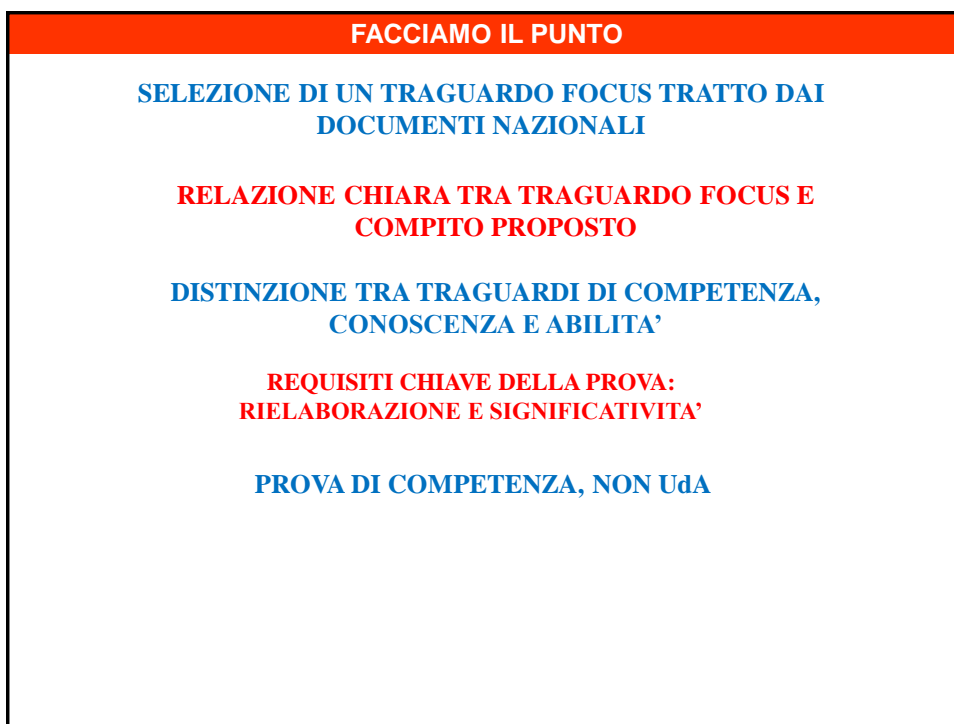 FACCIAMO IL PUNTO
SELEZIONE DI UN TRAGUARDO FOCUS TRATTO DAI
DOCUMENTI NAZIONALI
RELAZIONE CHIARA TRA TRAGUARDO FOCUS E
COMPITO PROPOSTO
DISTINZIONE TRA TRAGUARDI DI COMPETENZA,
CONOSCENZA E ABILITA’
REQUISITI CHIAVE DELLA PROVA:
RIELABORAZIONE E SIGNIFICATIVITA’
PROVA DI COMPETENZA, NON UdA